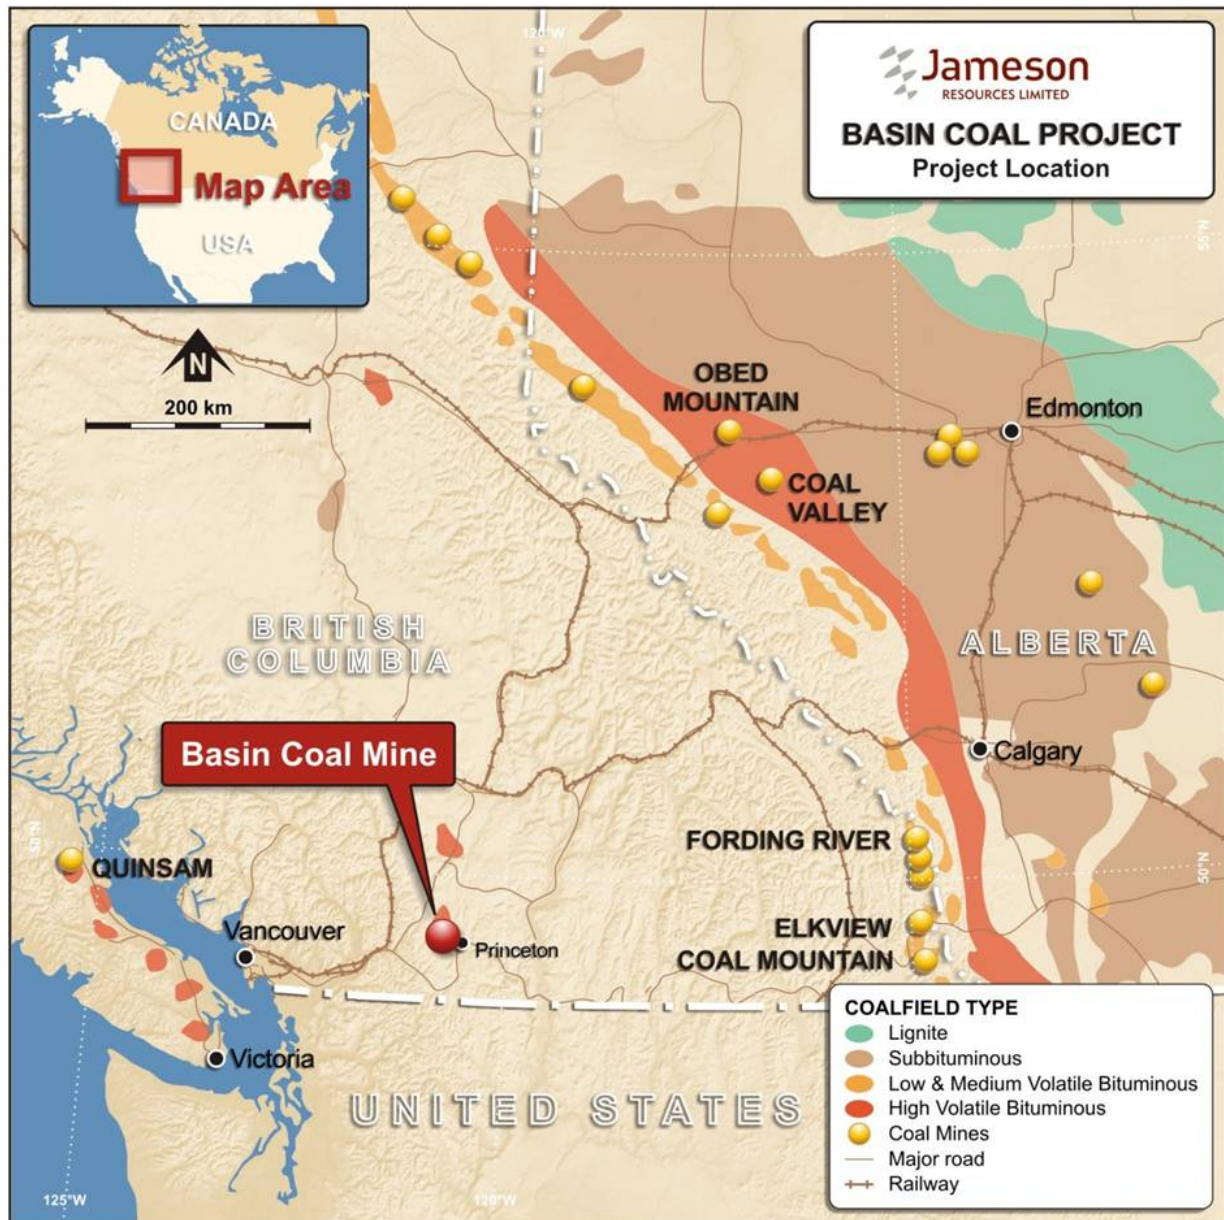 120°W
Jameson
RESOURCES LIMITED
BASIN COAL PROJECT
Project Location
CANADA
Map Area
USA
55°N
N
200 km
OBED
MOUNTAIN
Edmonton
COAL
VALLEY
BRITISH
COLUMBIA
ALBERTA
Basin Coal Mine
Calgary
FORDING RIVER
50°N
QUINSAM
50°N
Vancouver
Princeton
ELKVIEW
COAL MOUNTAIN
Victoria
UNITED STATES
COALFIELD TYPE
Lignite
Subbituminous
Low & Medium Volatile Bituminous
High Volatile Bituminous
Coal Mines
Major road
Railway
125°W
120°W